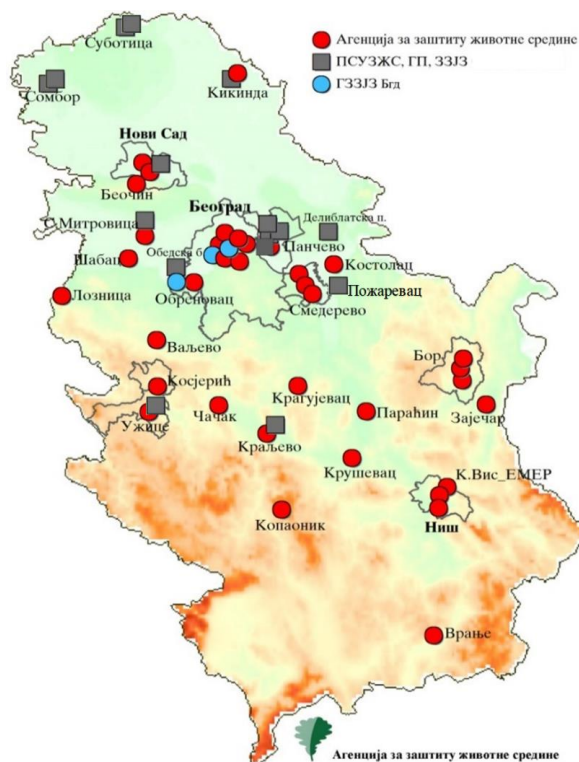 Агенција за заштиту животне средине
ПСУЗЖС, ГП, ЗЗЈЗ
ГЗЗЈЗ Бгд
Суботица
Сомбор
Кикинда
Нови Сад
Беочин
С.Митровица
Београд
Делиблатска п.
Обедска б.
Панчево
Шабац
Костолац
Лозница
Обреновац
Пожаревац
Смедерево
Ваљево
Бор
Косјерић
Крагујевац
Ужице
Чачак
Параћин
Зајечар
Краљево
Крушевац
К.Вис_ЕМЕР
Копаоник
Ниш
Врање
Агенција за заштиту животне средине